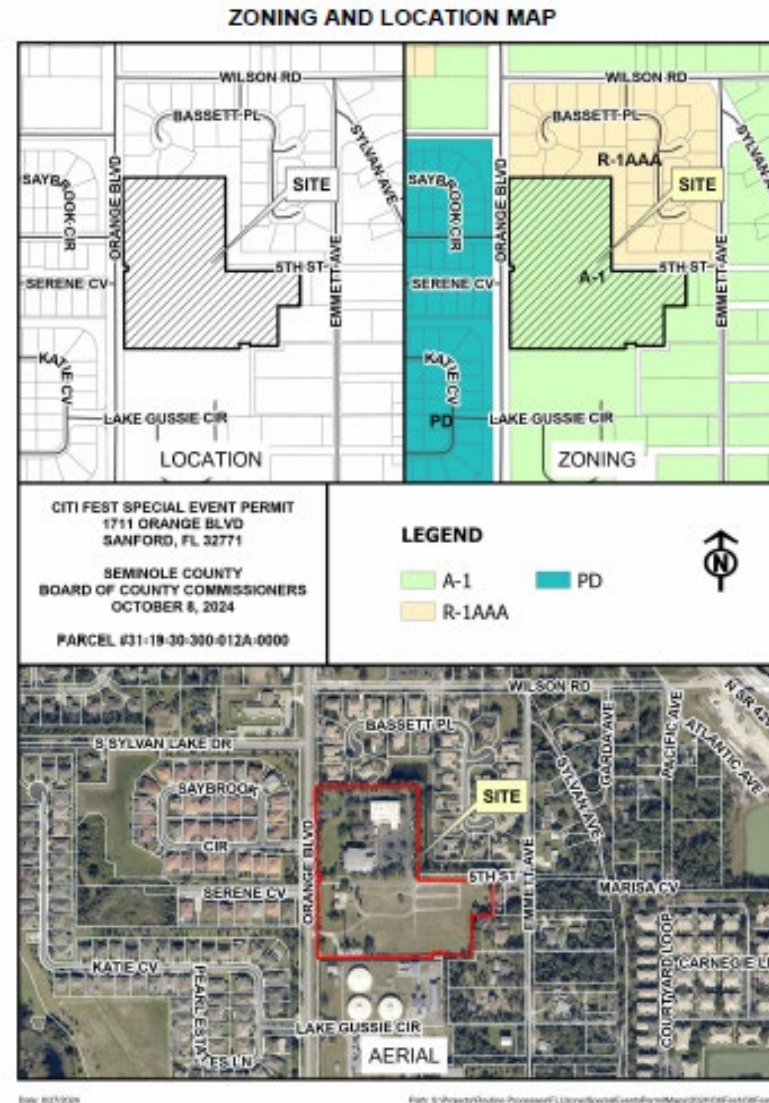 ZONING AND LOCATION MAP
WILSON RD
BASSETT PL
SYLVAN AVE
SAYBROOK CIR
ORANGE BLVD
SITE
5TH ST
SERENE CV
EMMETT AVE
KATIE CV
LAKE GUSSIE CIR
LOCATION
WILSON RD
BASSETT PL
R-1AAA
SYLVAN AV
SAYBROOK CIR
ORANGE BLVD
SITE
5TH ST
A-1
SERENE CV
EMMETT AVE
KATIE CV
PD
LAKE GUSSIE CIR
ZONING
CITI FEST SPECIAL EVENT PERMIT
1711 ORANGE BLVD
SANFORD, FL 32771
SEMINOLE COUNTY
BOARD OF COUNTY COMMISSIONERS
OCTOBER 8, 2024
PARCEL #31-19-30-300-012A-0000
LEGEND
A-1
PD
R-1AAA
N
WILSON RD
N SR 429
BASSETT PL
GARDA AVE
PACIFIC AVE
ATLANTIC AVE
S SYLVAN LAKE DR
SYLVAN AVE
SAYBROOK
CIR
SITE
ORANGE BLVD
5TH ST
EMMETT AVE
MARISA CV
SERENE CV
KATIE CV
COURTYARD LOOP
CARNEGIE
LAKE GUSSIE CIR
AERIAL